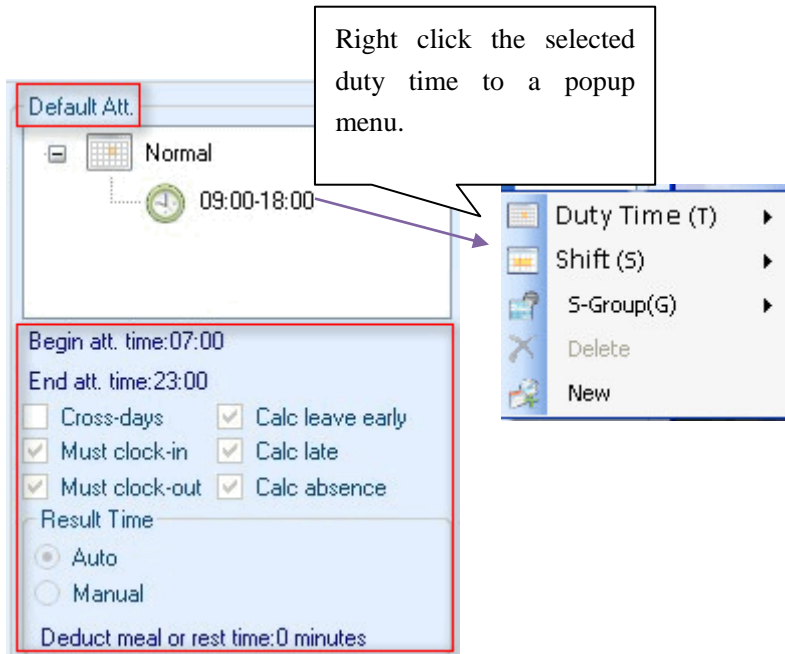 Right click the selected
duty time to a popup
menu.
Default Att.
Normal
09:00-18:00
Duty Time (T)
Shift (S)
S-Group(G)
Delete
New
Begin att. time:07:00
End att. time:23:00
Cross-days Calc leave early
Must clock-in Calc late
Must clock-out Calc absence
Result Time
Auto
Manual
Deduct meal or rest time:0 minutes